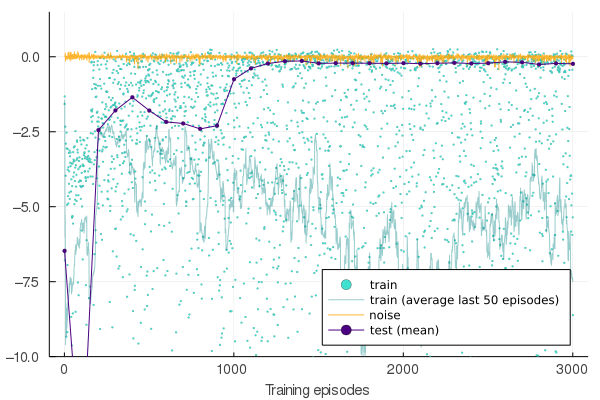 0.0
−2.5
−5.0
−7.5
−10.0
train
train (average last 50 episodes)
noise
test (mean)
0
1000
2000
3000
Training episodes